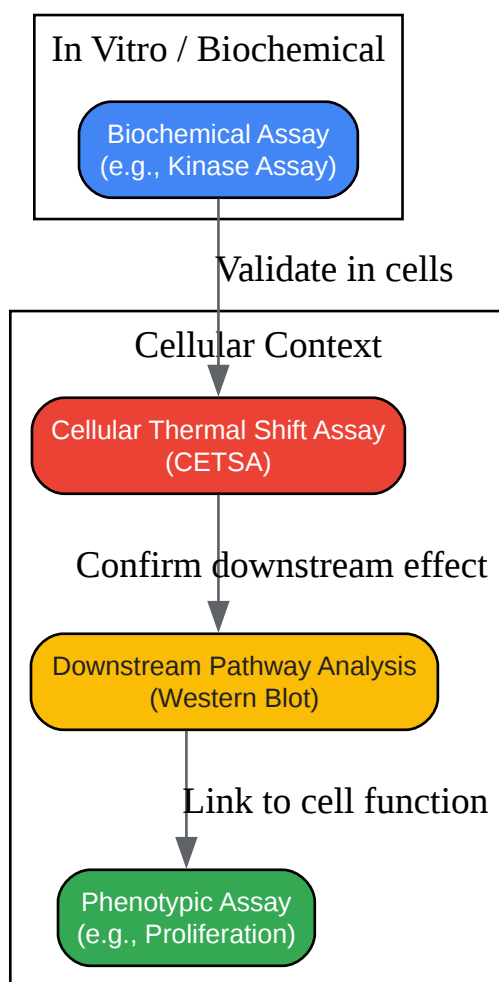 In Vitro / Biochemical
Biochemical Assay
(e.g., Kinase Assay)
Validate in cells
Cellular Context
Cellular Thermal Shift Assay
(CETSA)
Confirm downstream effect
Downstream Pathway Analysis
(Western Blot)
Link to cell function
Phenotypic Assay
(e.g., Proliferation)